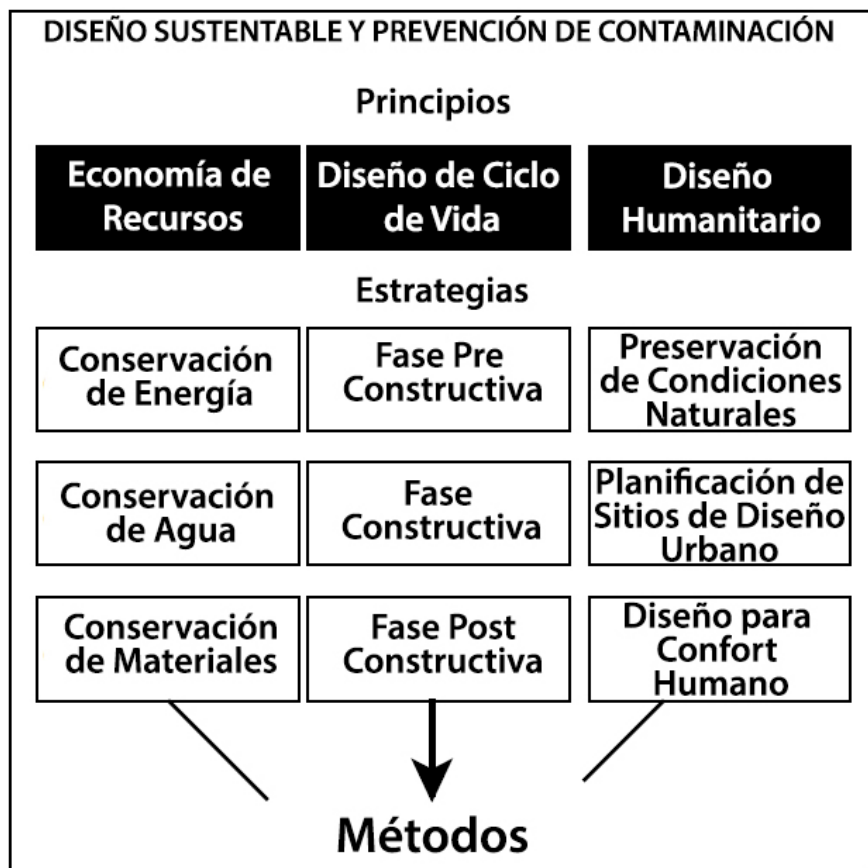 DISEÑO SUSTENTABLE Y PREVENCIÓN DE CONTAMINACIÓN
Principios
Economía de
Recursos
Diseño de Ciclo
de Vida
Diseño
Humanitario
Estrategias
Conservación
de Energía
Fase Pre
Constructiva
Preservación
de Condiciones
Naturales
Conservación
de Agua
Fase
Constructiva
Planificación de
Sitios de Diseño
Urbano
Conservación
de Materiales
Fase Post
Constructiva
Diseño para
Confort
Humano
Métodos